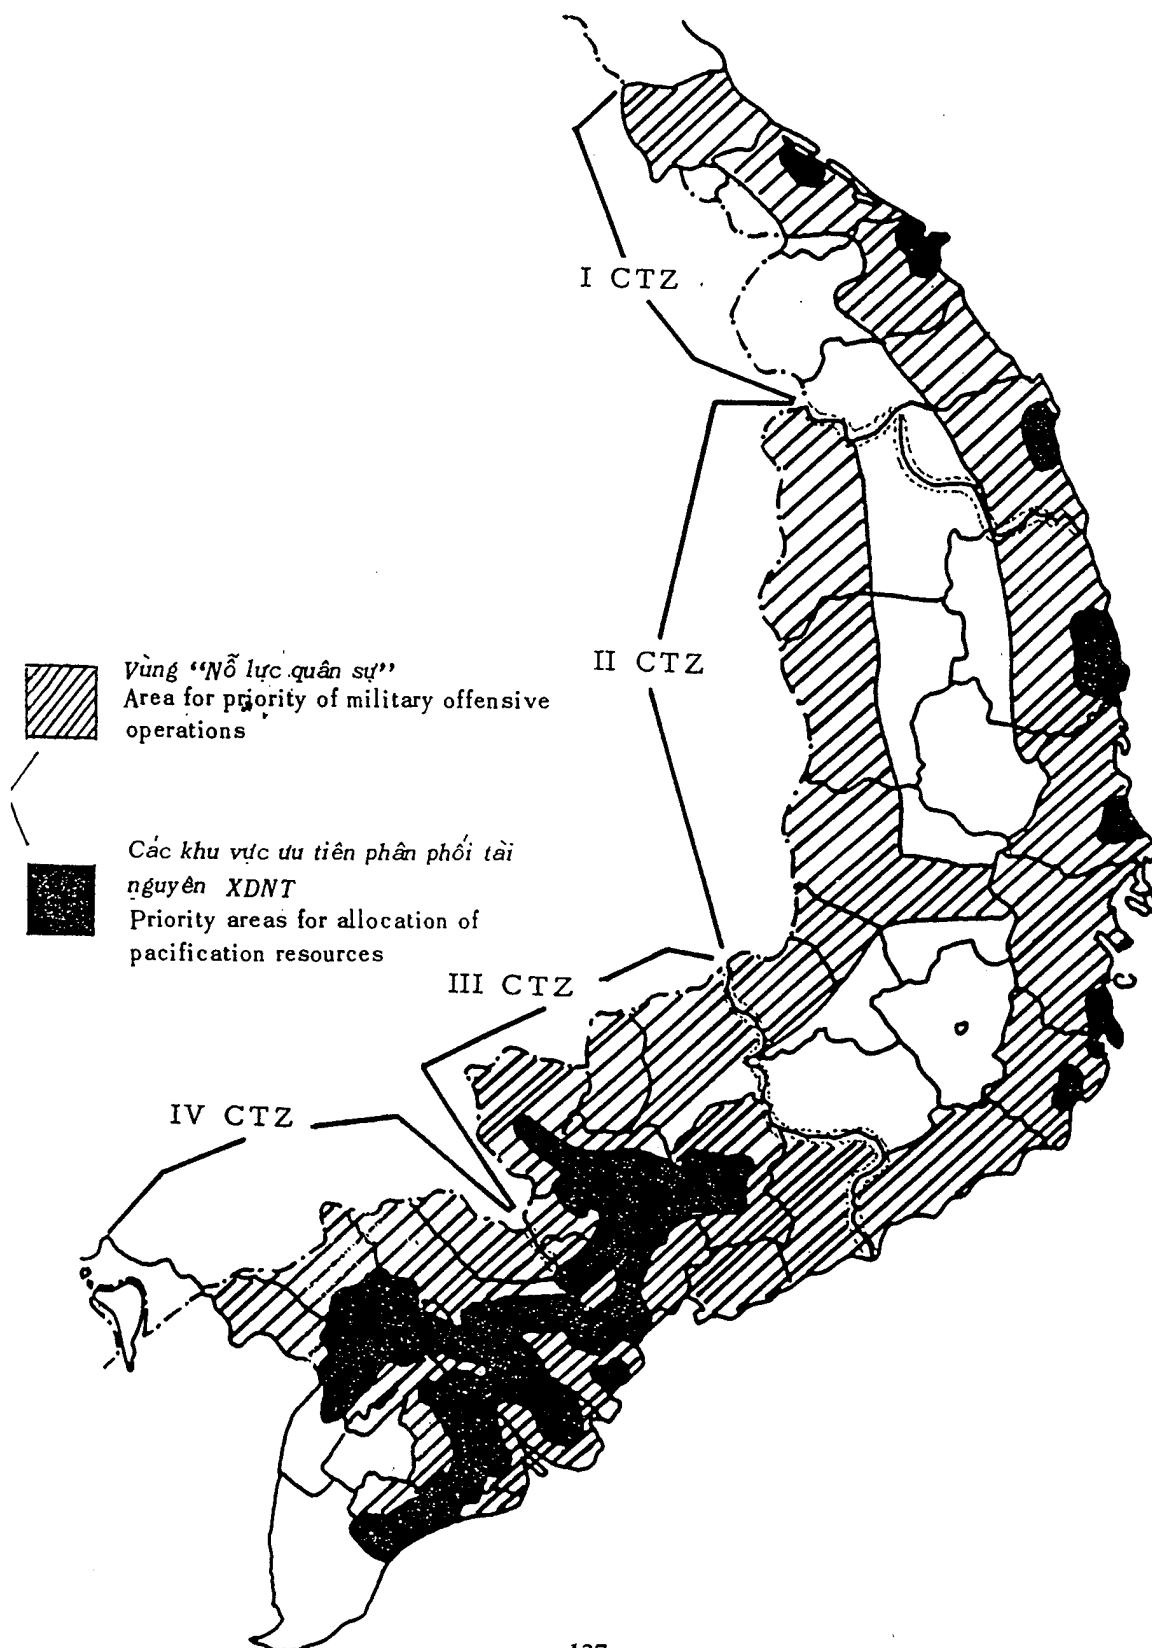 I CTZ
II CTZ
Vùng “Nỗ lực quân sự”
Area for priority of military offensive
operations
Các khu vực ưu tiên phân phối tài
nguyên XDNT
Priority areas for allocation of
pacification resources
III CTZ
IV CTZ
137